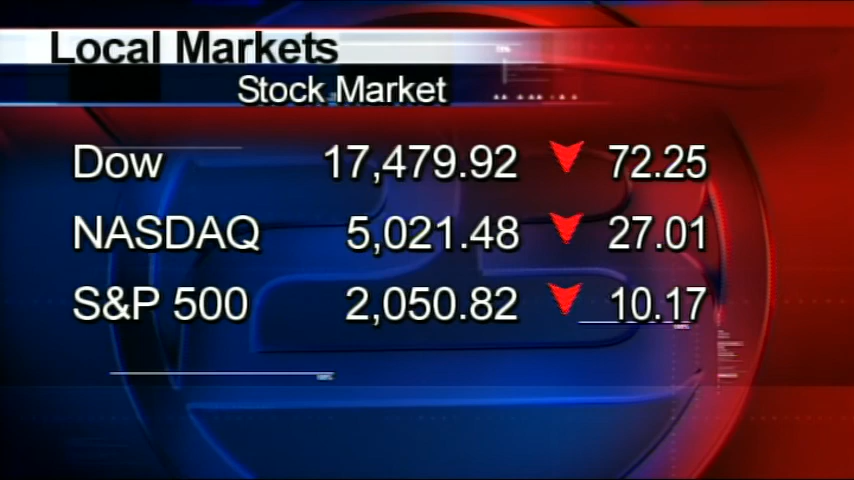 Local Markets
Stock Market
Dow 17,479.92 72.25
NASDAQ 5,021.48 27.01
S&P 500 2,050.82 10.17